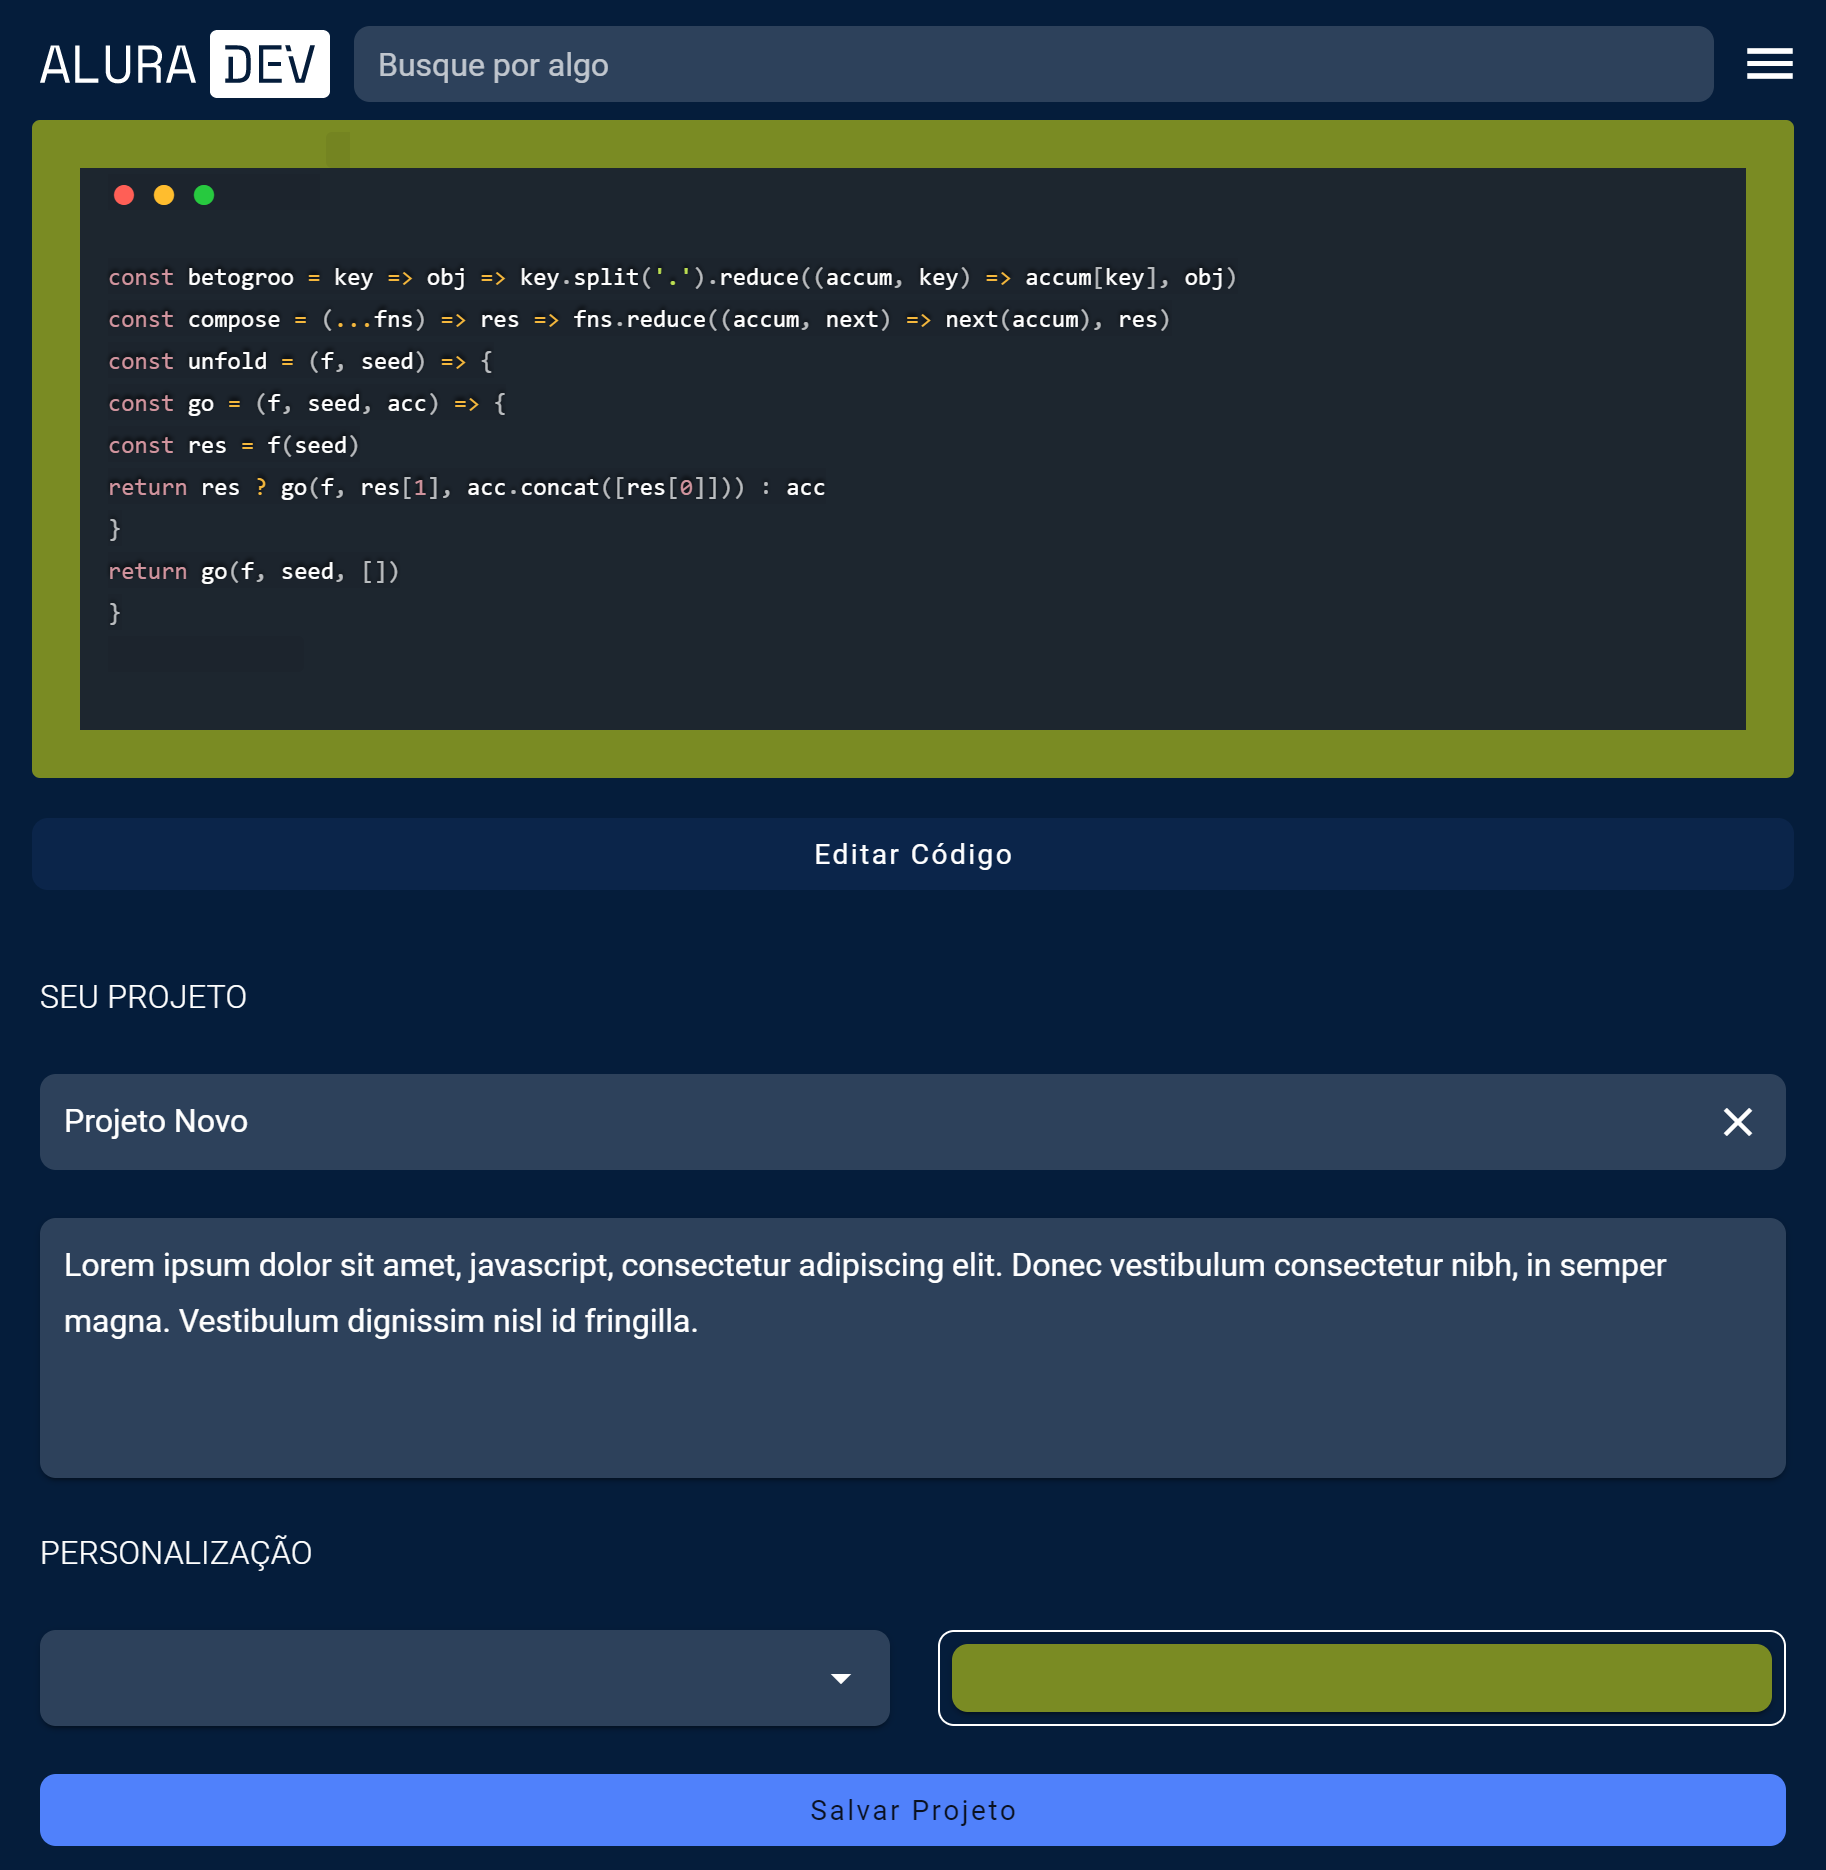 ALURA DEV
Busque por algo
const betogroo = key => obj => key.split('.').reduce((accum, key) => accum[key], obj)
const compose = (...fns) => res => fns.reduce((accum, next) => next(accum), res)
const unfold = (f, seed) => {
const go = (f, seed, acc) => {
const res = f(seed)
return res ? go(f, res[1], acc.concat([res[0]])) : acc
}
return go(f, seed, [])
}
Editar Código
SEU PROJETO
Projeto Novo
Lorem ipsum dolor sit amet, javascript, consectetur adipiscing elit. Donec vestibulum consectetur nibh, in semper
magna. Vestibulum dignissim nisl id fringilla.
PERSONALIZAÇÃO
Salvar Projeto